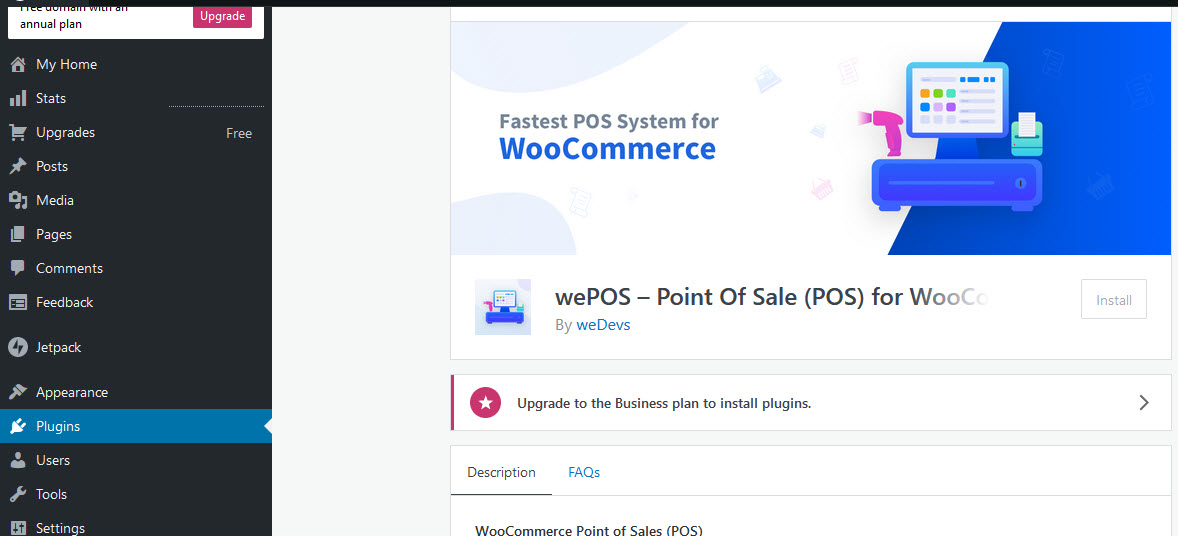 Free domain with an
annual plan
Upgrade
My Home
Stats
Upgrades
Free
Posts
Media
Pages
Comments
Feedback
Jetpack
Appearance
Plugins
Users
Tools
Settings
Fastest POS System for
WooCommerce
wePOS – Point Of Sale (POS) for WooCo
By weDevs
Install
Upgrade to the Business plan to install plugins.
Description
FAQs
WooCommerce Point of Sales (POS)